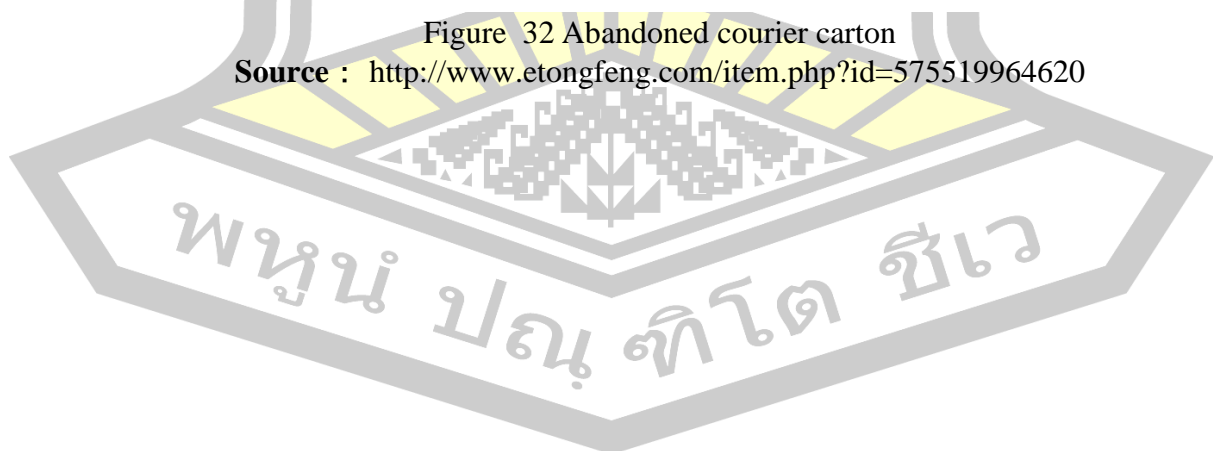 Figure 32 Abandoned courier carton
Source : http://www.etongfeng.com/item.php?id=575519964620
พหูนํ ปณฺฑิโต ชีเว